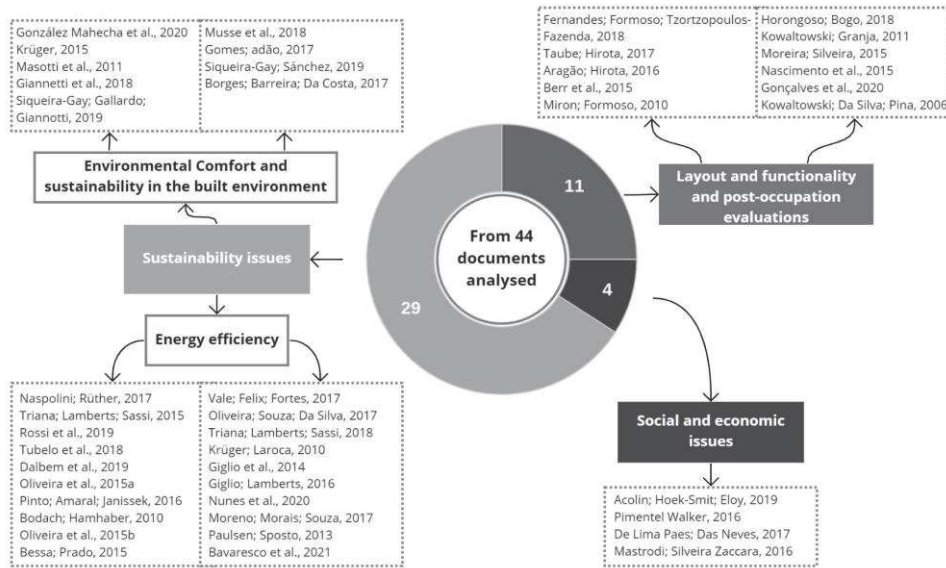 González Mahecha et al., 2020
Krüger, 2015
Masotti et al., 2011
Giannetti et al., 2018
Siqueira-Gay; Gallardo;
Giannotti, 2019
Musse et al., 2018
Gomes; adão, 2017
Siqueira-Gay; Sánchez, 2019
Borges; Barreira; Da Costa, 2017
Fernandes; Formoso; Tzortzopoulos-
Fazenda, 2018
Taube; Hirota, 2017
Aragão; Hirota, 2016
Berr et al., 2015
Miron; Formoso, 2010
Horongoso; Bogo, 2018
Kowaltowski; Granja, 2011
Moreira; Silveira, 2015
Nascimento et al., 2015
Gonçalves et al., 2020
Kowaltowski; Da Silva; Pina, 2006
Environmental Comfort and
sustainability in the built environment
Layout and functionality
and post-occupation
evaluations
Sustainability issues
From 44
documents
analysed
11
4
29
Energy efficiency
Naspolini; Rüther, 2017
Triana; Lamberts; Sassi, 2015
Rossi et al., 2019
Tubelo et al., 2018
Dalbem et al., 2019
Oliveira et al., 2015a
Pinto; Amaral; Janissek, 2016
Bodach; Hamhaber, 2010
Oliveira et al., 2015b
Bessa; Prado, 2015
Vale; Felix; Fortes, 2017
Oliveira; Souza; Da Silva, 2017
Triana; Lamberts; Sassi, 2018
Krüger; Laroca, 2010
Giglio et al., 2014
Giglio; Lamberts, 2016
Nunes et al., 2020
Moreno; Morais; Souza, 2017
Paulsen; Sposto, 2013
Bavaresco et al., 2021
Social and economic
issues
Acolin; Hoek-Smit; Eloy, 2019
Pimentel Walker, 2016
De Lima Paes; Das Neves, 2017
Mastrodi; Silveira Zaccara, 2016